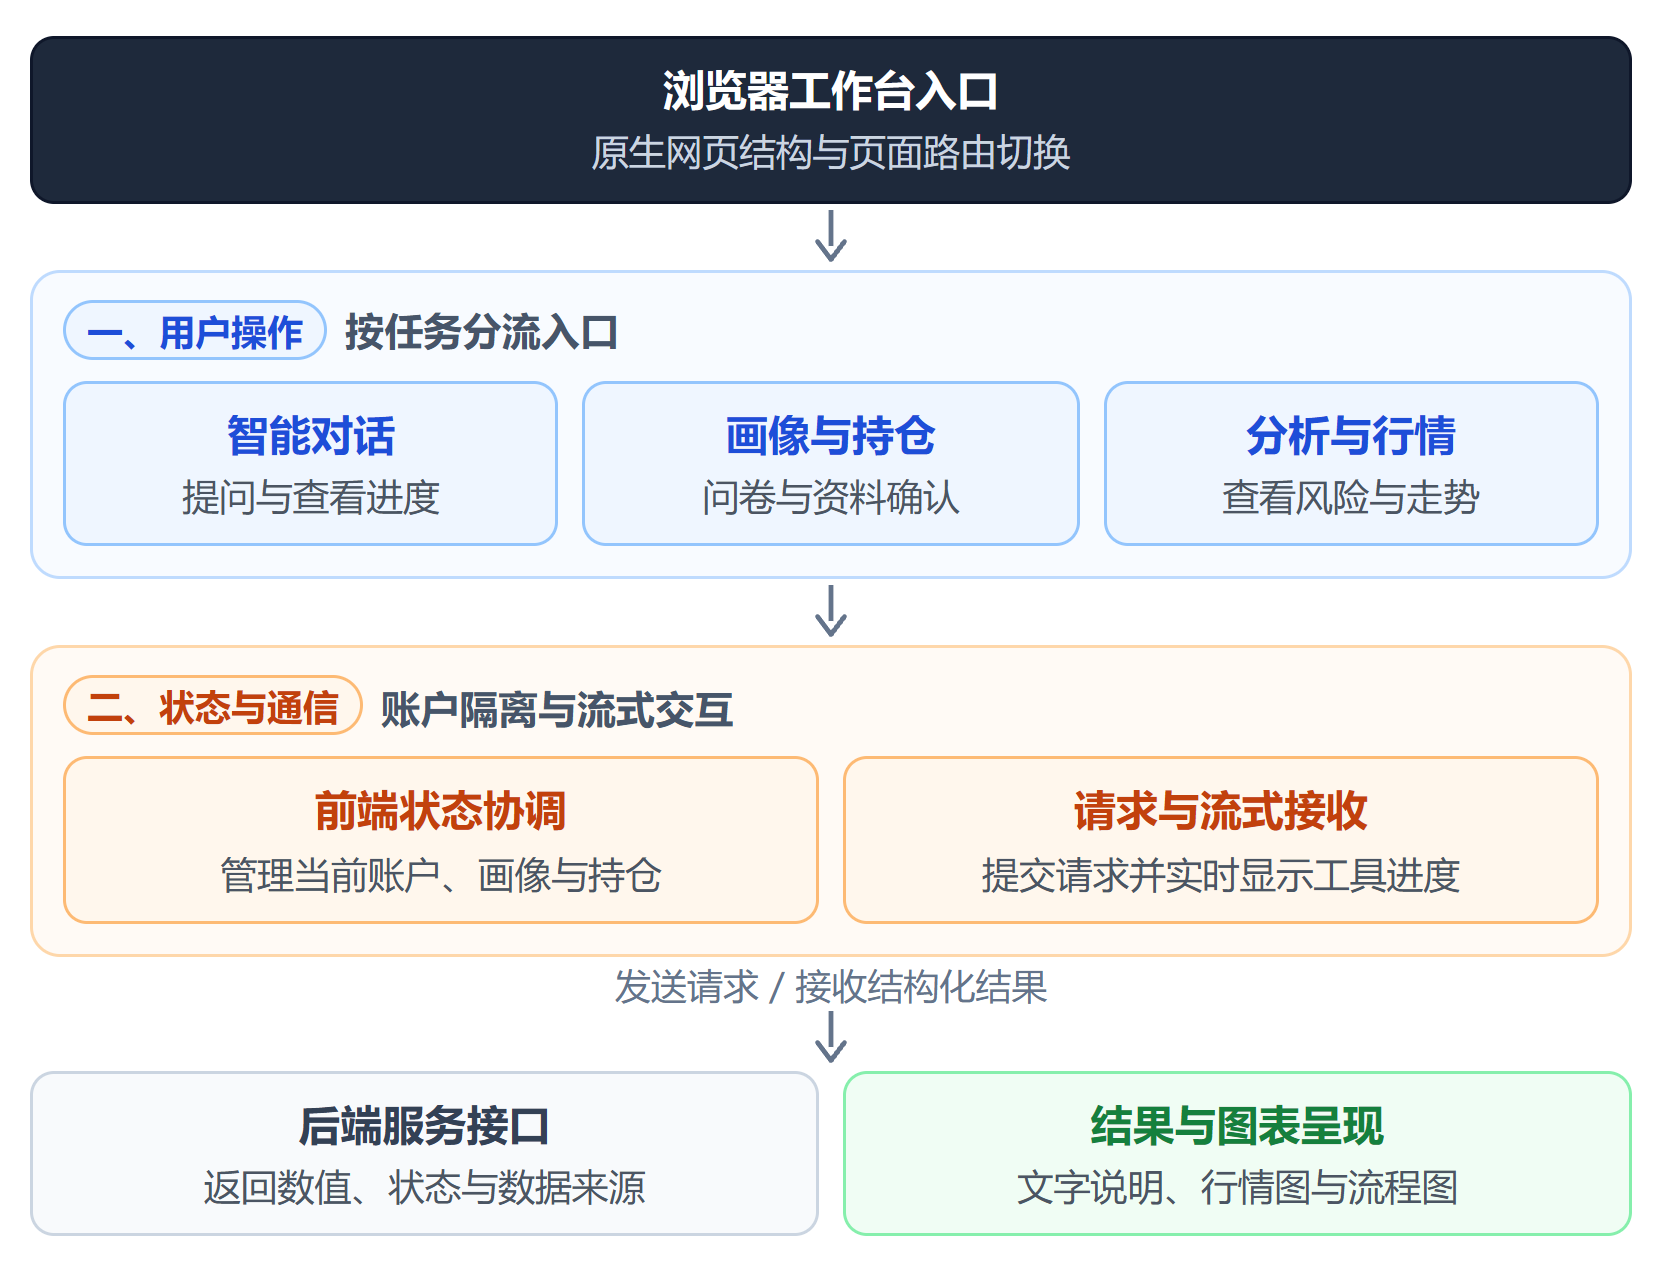 浏览器工作台入口
原生网页结构与页面路由切换
一、用户操作 按任务分流入口
智能对话
提问与查看进度
画像与持仓
问卷与资料确认
分析与行情
查看风险与走势
二、状态与通信 账户隔离与流式交互
前端状态协调
管理当前账户、画像与持仓
请求与流式接收
提交请求并实时显示工具进度
发送请求 / 接收结构化结果
后端服务接口
返回数值、状态与数据来源
结果与图表呈现
文字说明、行情图与流程图